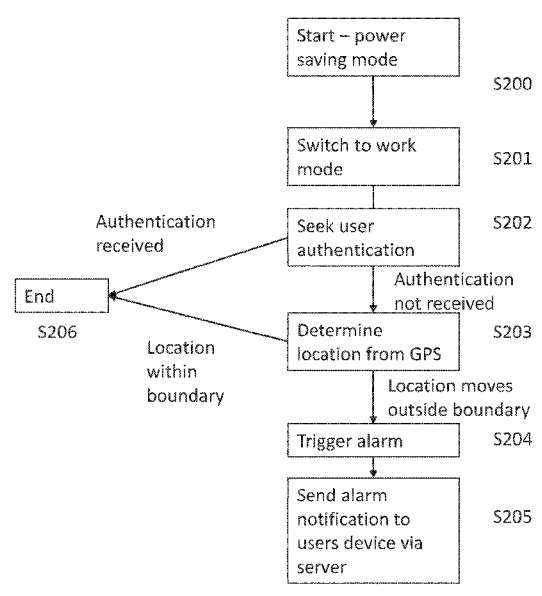 Start – power
saving mode
S200
Switch to work
mode
S201
Seek user
authentication
S202
Authentication
received
Authentication
not received
End
S206
Determine
location from GPS
S203
Location
within
boundary
Location moves
outside boundary
Trigger alarm
S204
Send alarm
notification to
users device via
server
S205